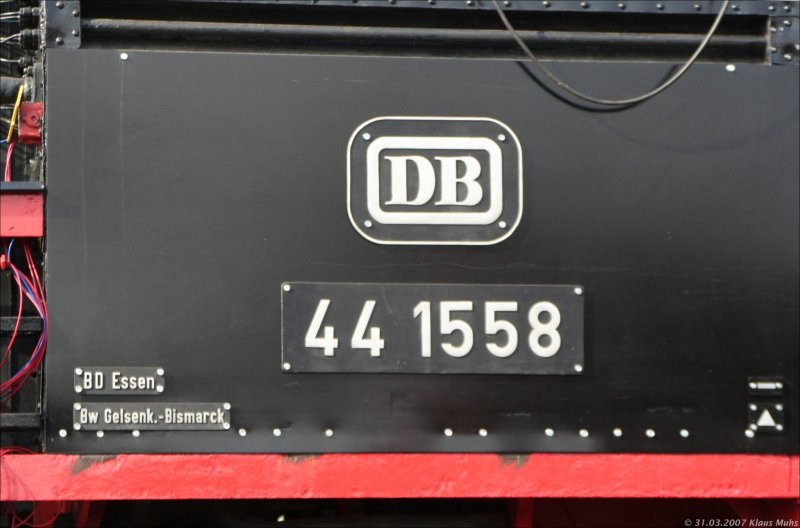 DB
44 1558
BD Essen
Bw Gelsenk.-Bismarck
© 31.03.2007 Klaus Muhs